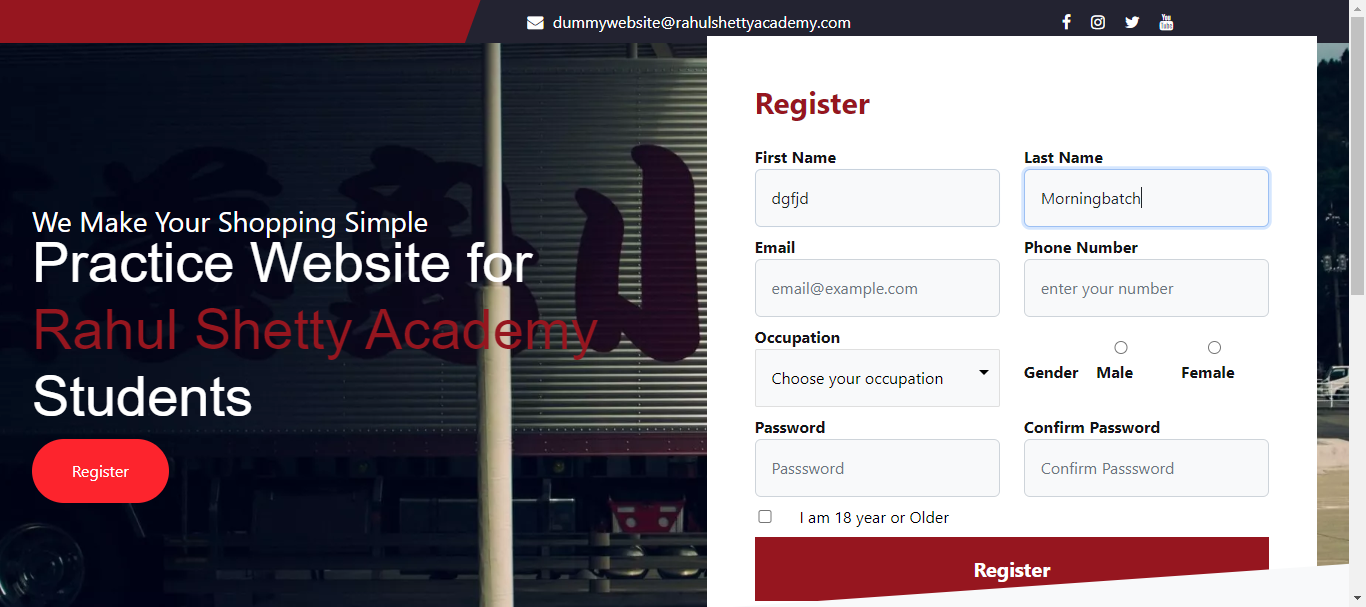 dummywebsite@rahulshettyacademy.com
We Make Your Shopping Simple
Practice Website for
Rahul Shetty Academy
Students
Register
Register
First Name
Last Name
dgfjd
Morningbatch
Email
Phone Number
email@example.com
enter your number
Occupation
Choose your occupation
Gender Male Female
Password
Confirm Password
Passsword
Confirm Passsword
I am 18 year or Older
Register